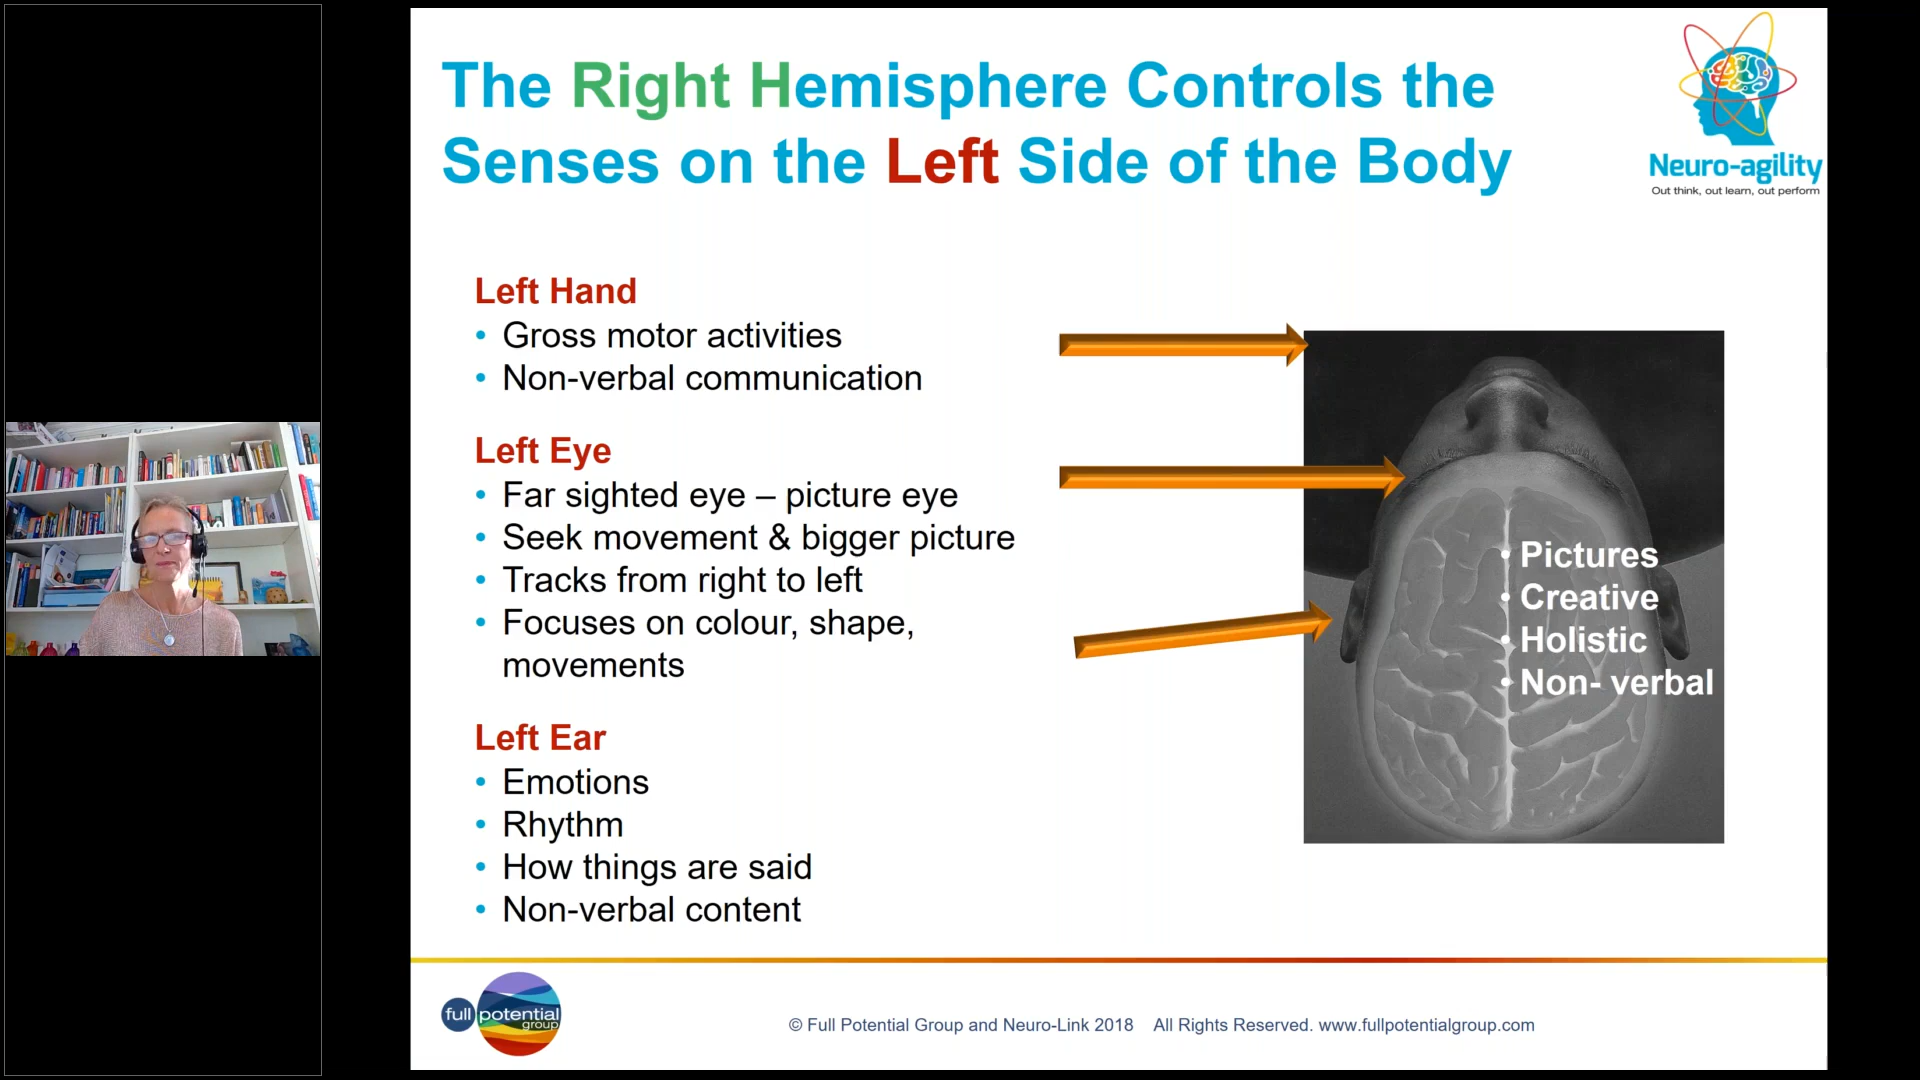 The Right Hemisphere Controls the
Senses on the Left Side of the Body
Neuro-agility
Out think, out learn, out perform
Left Hand
• Gross motor activities
• Non-verbal communication
Left Eye
• Far sighted eye – picture eye
• Seek movement & bigger picture
• Tracks from right to left
• Focuses on colour, shape,
movements
Left Ear
• Emotions
• Rhythm
• How things are said
• Non-verbal content
• Pictures
• Creative
• Holistic
• Non- verbal
full potential
group
© Full Potential Group and Neuro-Link 2018 All Rights Reserved. www.fullpotentialgroup.com